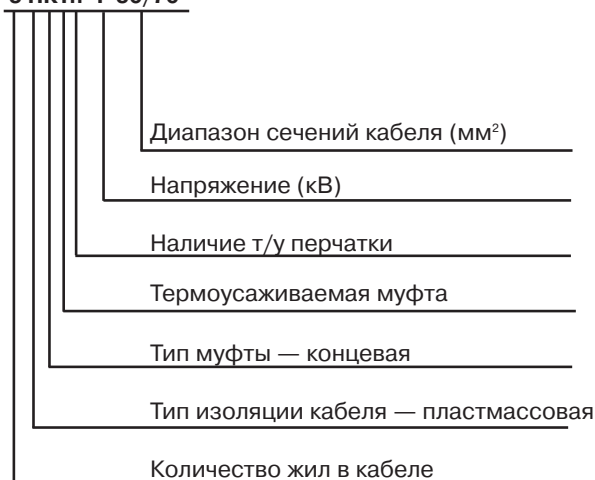 Диапазон сечений кабеля (мм²)
Напряжение (кВ)
Наличие т/у перчатки
Термоусаживаемая муфта
Тип муфты — концевая
Тип изоляции кабеля — пластмассовая
Количество жил в кабеле